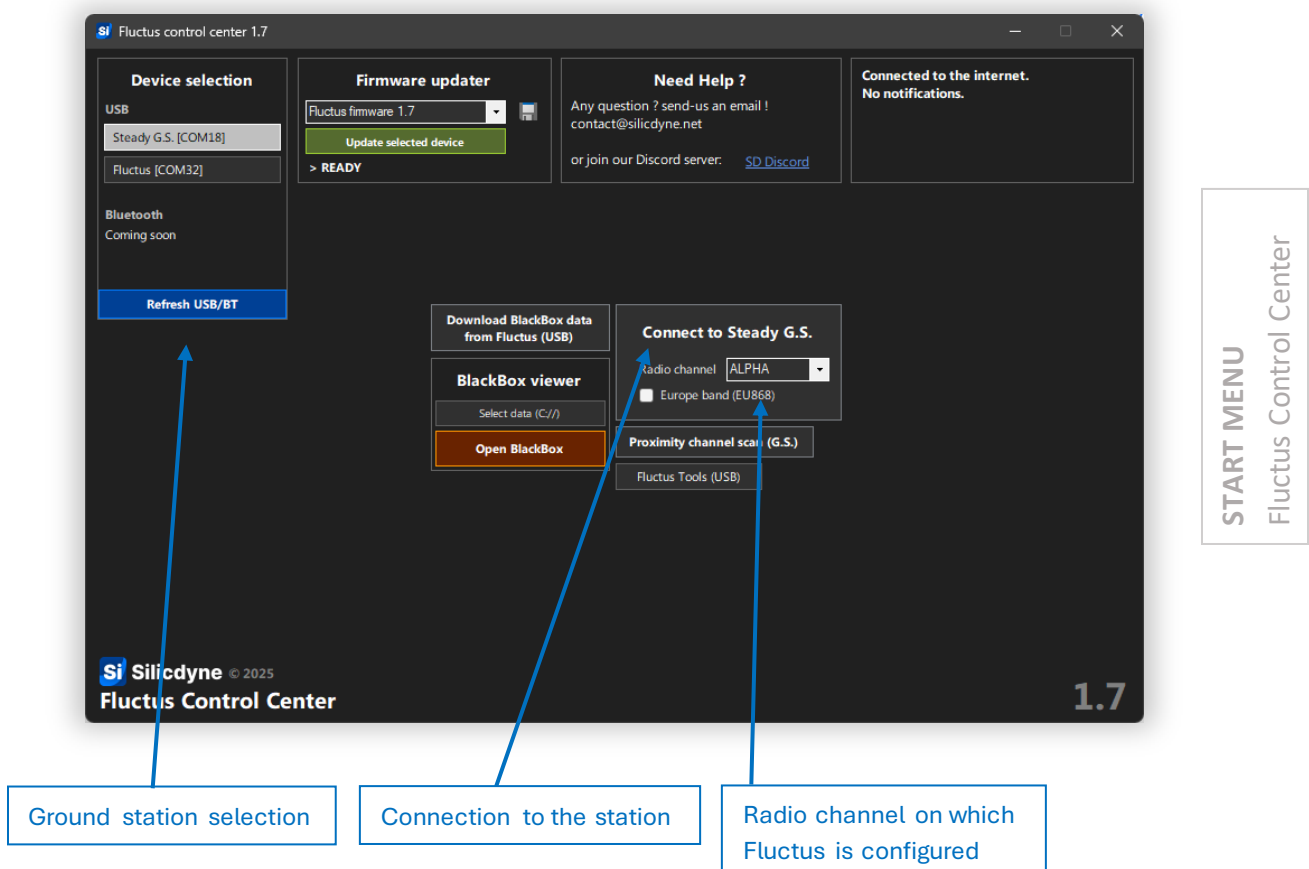 Si Fluctus control center 1.7
Device selection
USB
Steady G.S. [COM18]
Fluctus [COM32]
Bluetooth
Coming soon
Refresh USB/BT
Firmware updater
Fluctus firmware 1.7
Update selected device
> READY
Need Help ?
Any question ? send-us an email !
contact@silicdyne.net
or join our Discord server: SD Discord
Connected to the internet.
No notifications.
Download BlackBox data
from Fluctus (USB)
BlackBox viewer
Select data (C://)
Open BlackBox
Connect to Steady G.S.
Radio channel ALPHA
Europe band (EU868)
Proximity channel scan (G.S.)
Fluctus Tools (USB)
Si Silicdyne © 2025
Fluctus Control Center
1.7
START MENU
Fluctus Control Center
Ground station selection
Connection to the station
Radio channel on which
Fluctus is configured